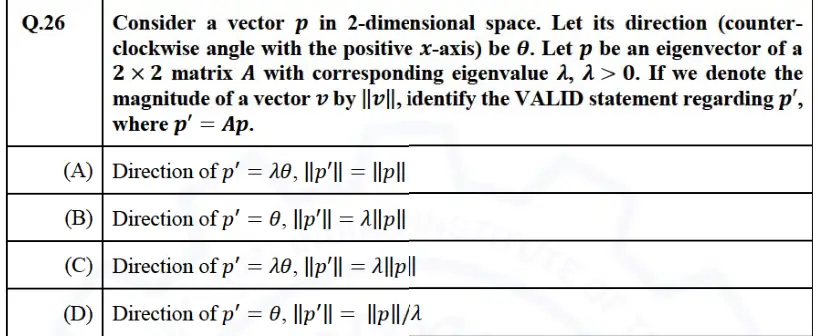 Q.26 Consider a vector p in 2-dimensional space. Let its direction (counter-
clockwise angle with the positive x-axis) be θ. Let p be an eigenvector of a
2 × 2 matrix A with corresponding eigenvalue λ, λ > 0. If we denote the
magnitude of a vector v by ‖v‖, identify the VALID statement regarding p′,
where p′ = Ap.
(A) Direction of p′ = λθ, ‖p′‖ = ‖p‖
(B) Direction of p′ = θ, ‖p′‖ = λ‖p‖
(C) Direction of p′ = λθ, ‖p′‖ = λ‖p‖
(D) Direction of p′ = θ, ‖p′‖ = ‖p‖/λ